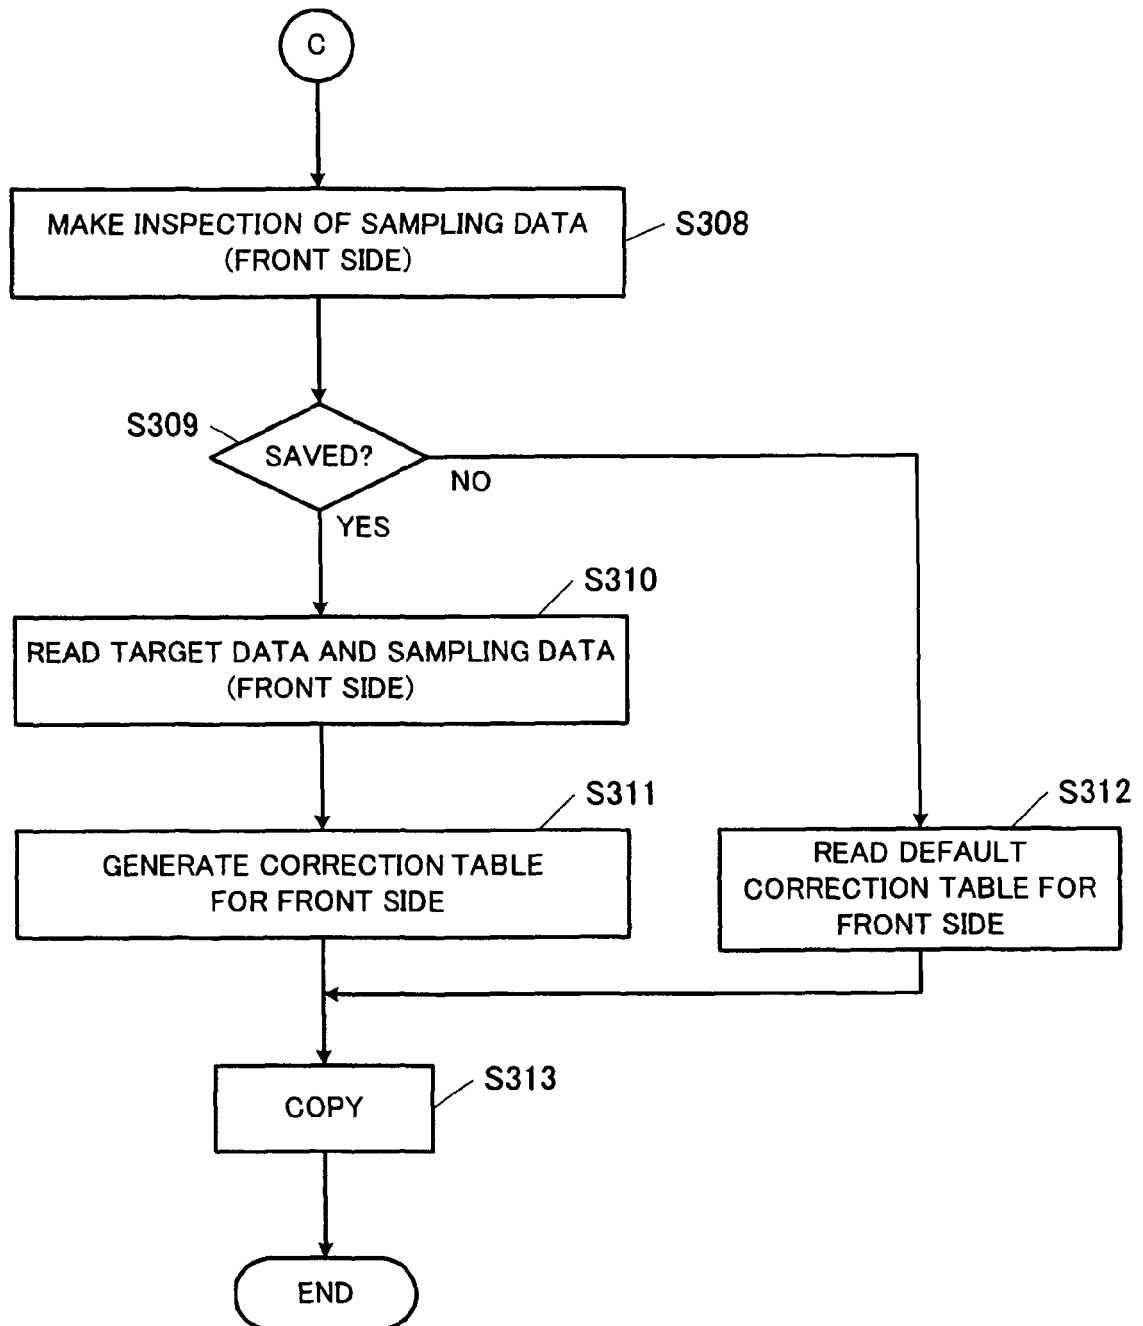 C
MAKE INSPECTION OF SAMPLING DATA
(FRONT SIDE)
S308
S309
SAVED?
NO
YES
S310
READ TARGET DATA AND SAMPLING DATA
(FRONT SIDE)
S311
GENERATE CORRECTION TABLE
FOR FRONT SIDE
S312
READ DEFAULT
CORRECTION TABLE FOR
FRONT SIDE
S313
COPY
END